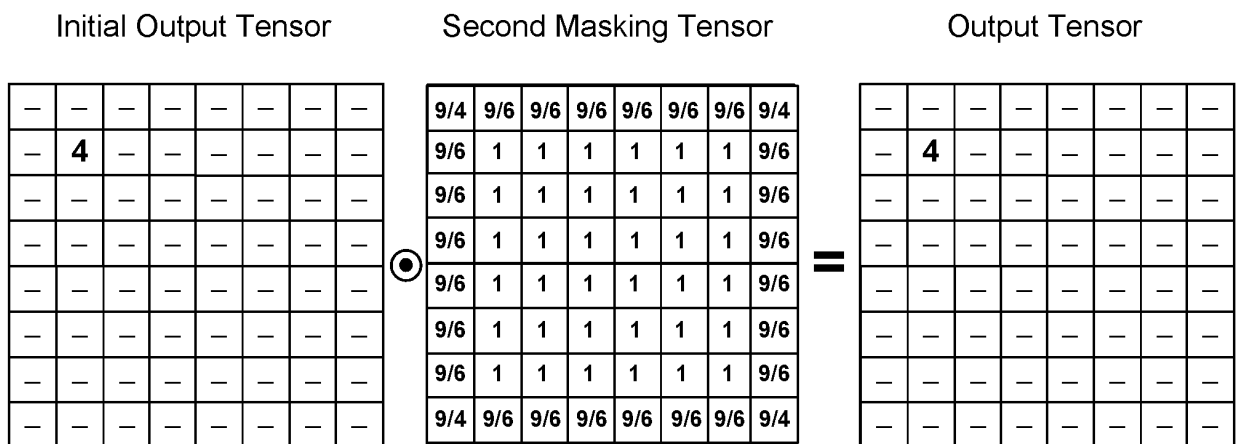 Initial Output Tensor Second Masking Tensor Output Tensor
– – – – – – – – 9/4 9/6 9/6 9/6 9/6 9/6 9/6 9/4 – – – – – – – –
– 4 – – – – – – 9/6 1 1 1 1 1 1 9/6 – 4 – – – – – –
– – – – – – – – 9/6 1 1 1 1 1 1 9/6 – – – – – – – –
– – – – – – – – 9/6 1 1 1 1 1 1 9/6 – – – – – – – –
– – – – – – – – ⊙ 9/6 1 1 1 1 1 1 9/6 = – – – – – – – –
– – – – – – – – 9/6 1 1 1 1 1 1 9/6 – – – – – – – –
– – – – – – – – 9/6 1 1 1 1 1 1 9/6 – – – – – – – –
– – – – – – – – 9/4 9/6 9/6 9/6 9/6 9/6 9/6 9/4 – – – – – – – –